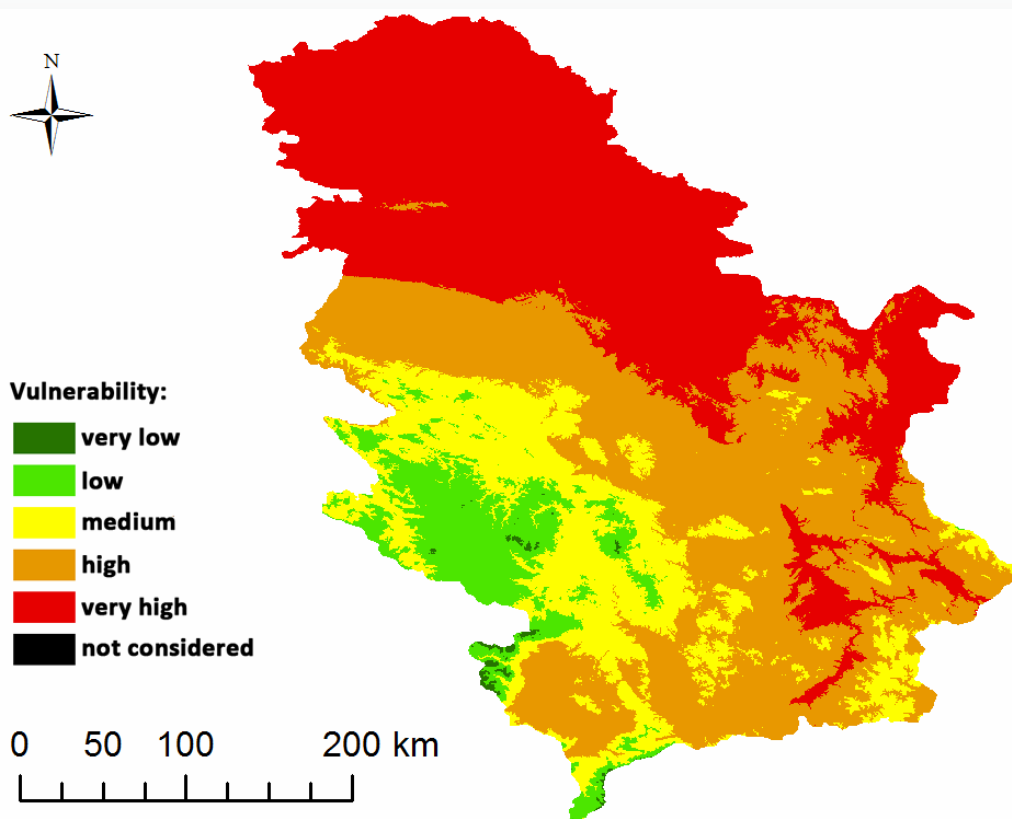 N
Vulnerability:
very low
low
medium
high
very high
not considered
0 50 100 200 km